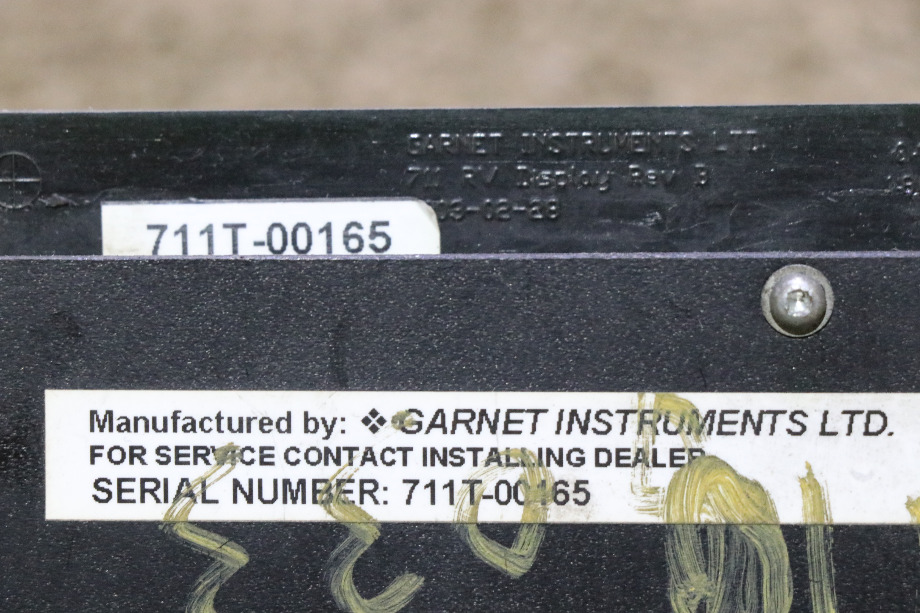 GARNET INSTRUMENTS LTD.
711 RV Display Rev B
711T-00165
Manufactured by: ❖ GARNET INSTRUMENTS LTD.
FOR SERVICE CONTACT INSTALLING DEALER
SERIAL NUMBER: 711T-00165